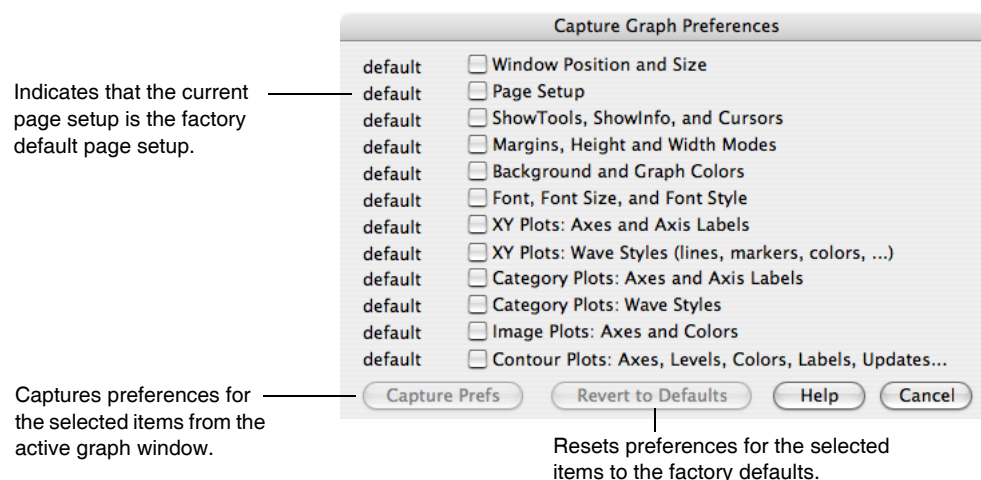 Capture Graph Preferences
default Window Position and Size
default Page Setup
default ShowTools, ShowInfo, and Cursors
default Margins, Height and Width Modes
default Background and Graph Colors
default Font, Font Size, and Font Style
default XY Plots: Axes and Axis Labels
default XY Plots: Wave Styles (lines, markers, colors, ...)
default Category Plots: Axes and Axis Labels
default Category Plots: Wave Styles
default Image Plots: Axes and Colors
default Contour Plots: Axes, Levels, Colors, Labels, Updates...
Capture Prefs Revert to Defaults Help Cancel
Indicates that the current
page setup is the factory
default page setup.
Captures preferences for
the selected items from the
active graph window.
Resets preferences for the selected
items to the factory defaults.